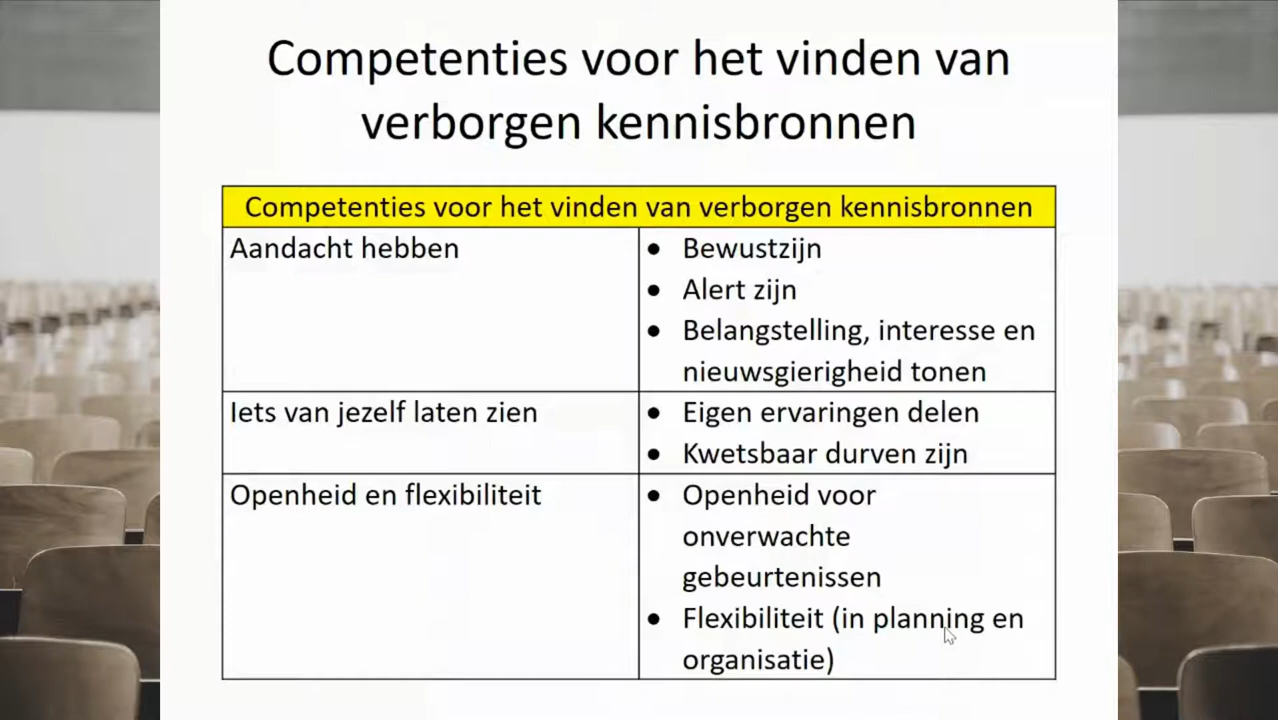 Competenties voor het vinden van
verborgen kennisbronnen
Competenties voor het vinden van verborgen kennisbronnen
Aandacht hebben
• Bewustzijn
• Alert zijn
• Belangstelling, interesse en
nieuwsgierigheid tonen
Iets van jezelf laten zien
• Eigen ervaringen delen
• Kwetsbaar durven zijn
Openheid en flexibiliteit
• Openheid voor
onverwachte
gebeurtenissen
• Flexibiliteit (in planning en
organisatie)